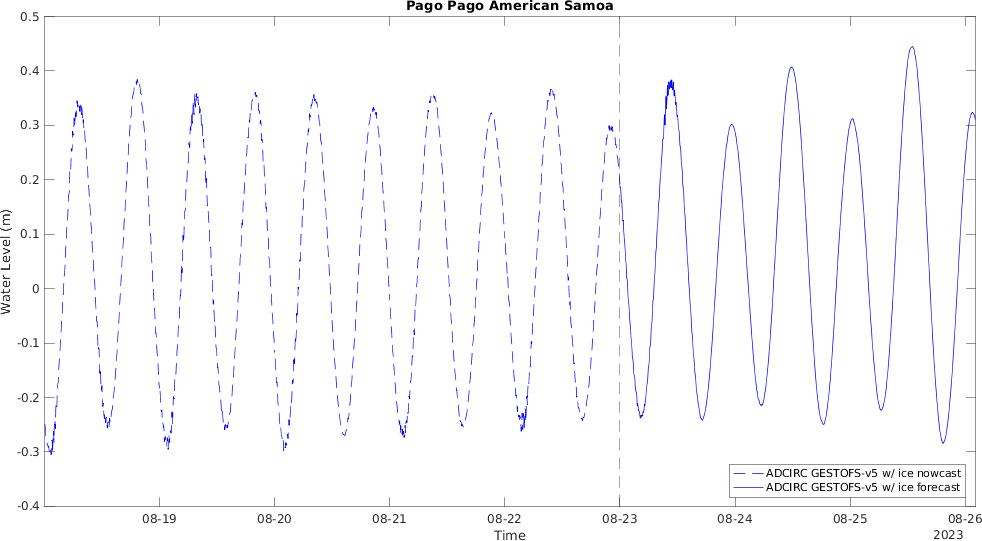 Pago Pago American Samoa
0.5
0.4
0.3
0.2
0.1
0
-0.1
-0.2
-0.3
-0.4
Water Level (m)
08-19 08-20 08-21 08-22 08-23 08-24 08-25 08-26
Time
2023
ADCIRC GESTOFS-v5 w/ ice nowcast
ADCIRC GESTOFS-v5 w/ ice forecast